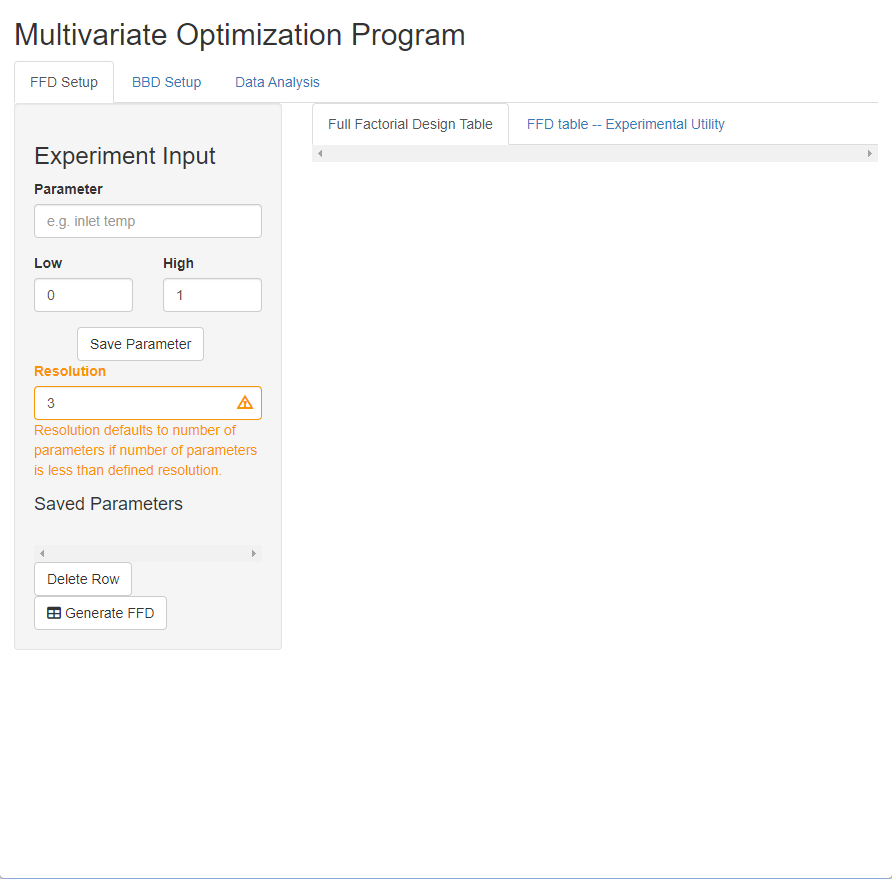 Multivariate Optimization Program
FFD Setup BBD Setup Data Analysis
Full Factorial Design Table FFD table -- Experimental Utility
Experiment Input
Parameter
e.g. inlet temp
Low High
0 1
Save Parameter
Resolution
3
Resolution defaults to number of
parameters if number of parameters
is less than defined resolution.
Saved Parameters
Delete Row
Generate FFD